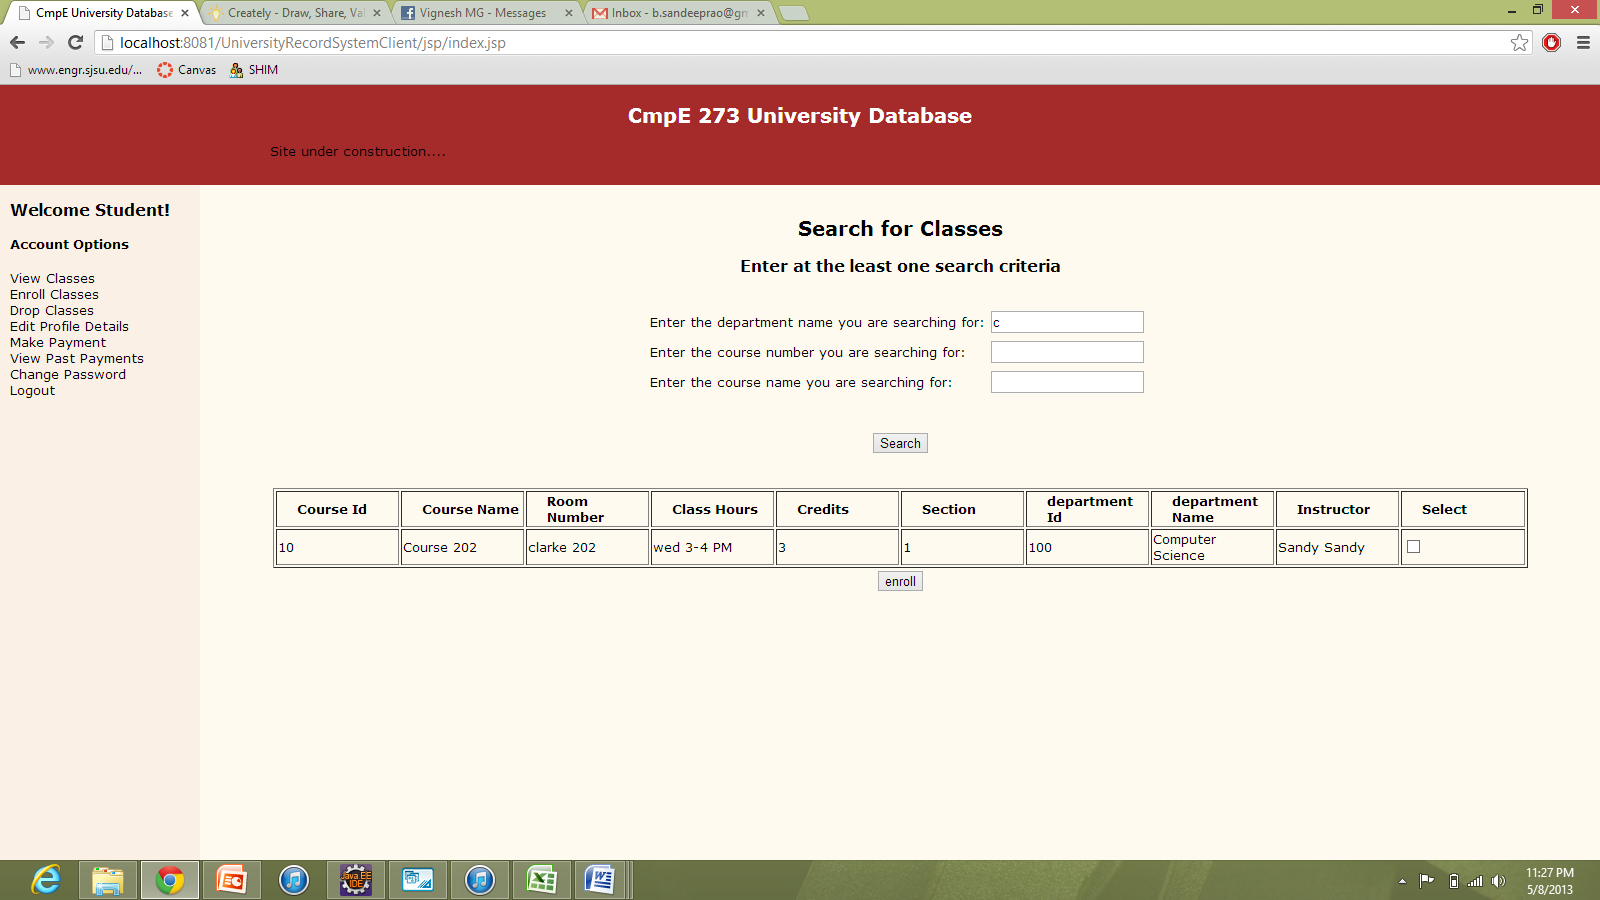 CmpE University Database
Creately - Draw, Share, Val
Vignesh MG - Messages
Inbox - b.sandeeprao@gm
localhost:8081/UniversityRecordSystemClient/jsp/index.jsp
www.engr.sjsu.edu/...
Canvas
SHIM
CmpE 273 University Database
Site under construction....
Welcome Student!
Account Options
View Classes
Enroll Classes
Drop Classes
Edit Profile Details
Make Payment
View Past Payments
Change Password
Logout
Search for Classes
Enter at the least one search criteria
Enter the department name you are searching for: c
Enter the course number you are searching for:
Enter the course name you are searching for:
Search
Course Id Course Name Room Number Class Hours Credits Section department Id department Name Instructor Select
10 Course 202 clarke 202 wed 3-4 PM 3 1 100 Computer Science Sandy Sandy
enroll
Java EE
IDE
11:27 PM
5/8/2013